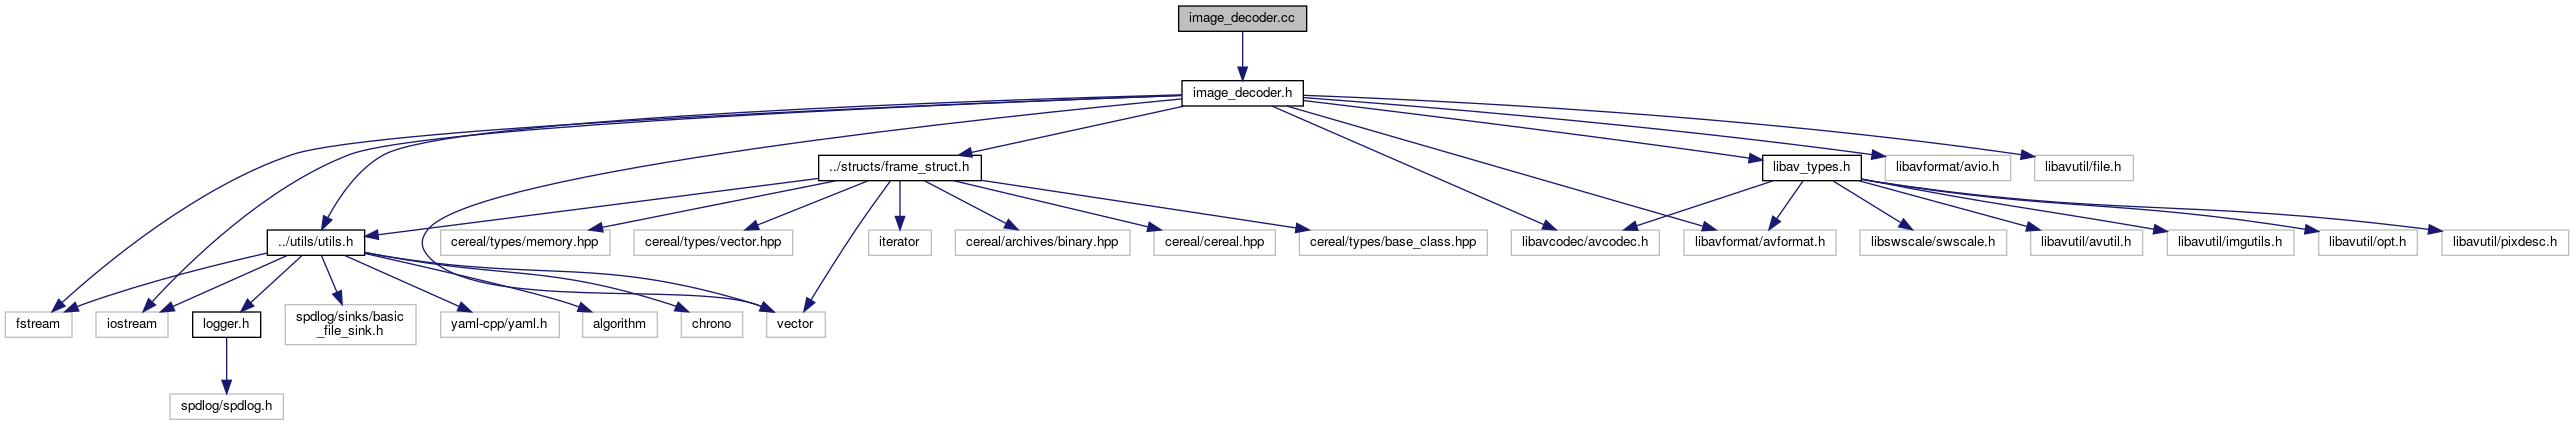 image_decoder.cc
image_decoder.h
../structs/frame_struct.h
libav_types.h
libavformat/avio.h
libavutil/file.h
../utils/utils.h
cereal/types/memory.hpp
cereal/types/vector.hpp
iterator
cereal/archives/binary.hpp
cereal/cereal.hpp
cereal/types/base_class.hpp
libavcodec/avcodec.h
libavformat/avformat.h
libswscale/swscale.h
libavutil/avutil.h
libavutil/imgutils.h
libavutil/opt.h
libavutil/pixdesc.h
fstream
iostream
logger.h
spdlog/sinks/basic
_file_sink.h
yaml-cpp/yaml.h
algorithm
chrono
vector
spdlog/spdlog.h